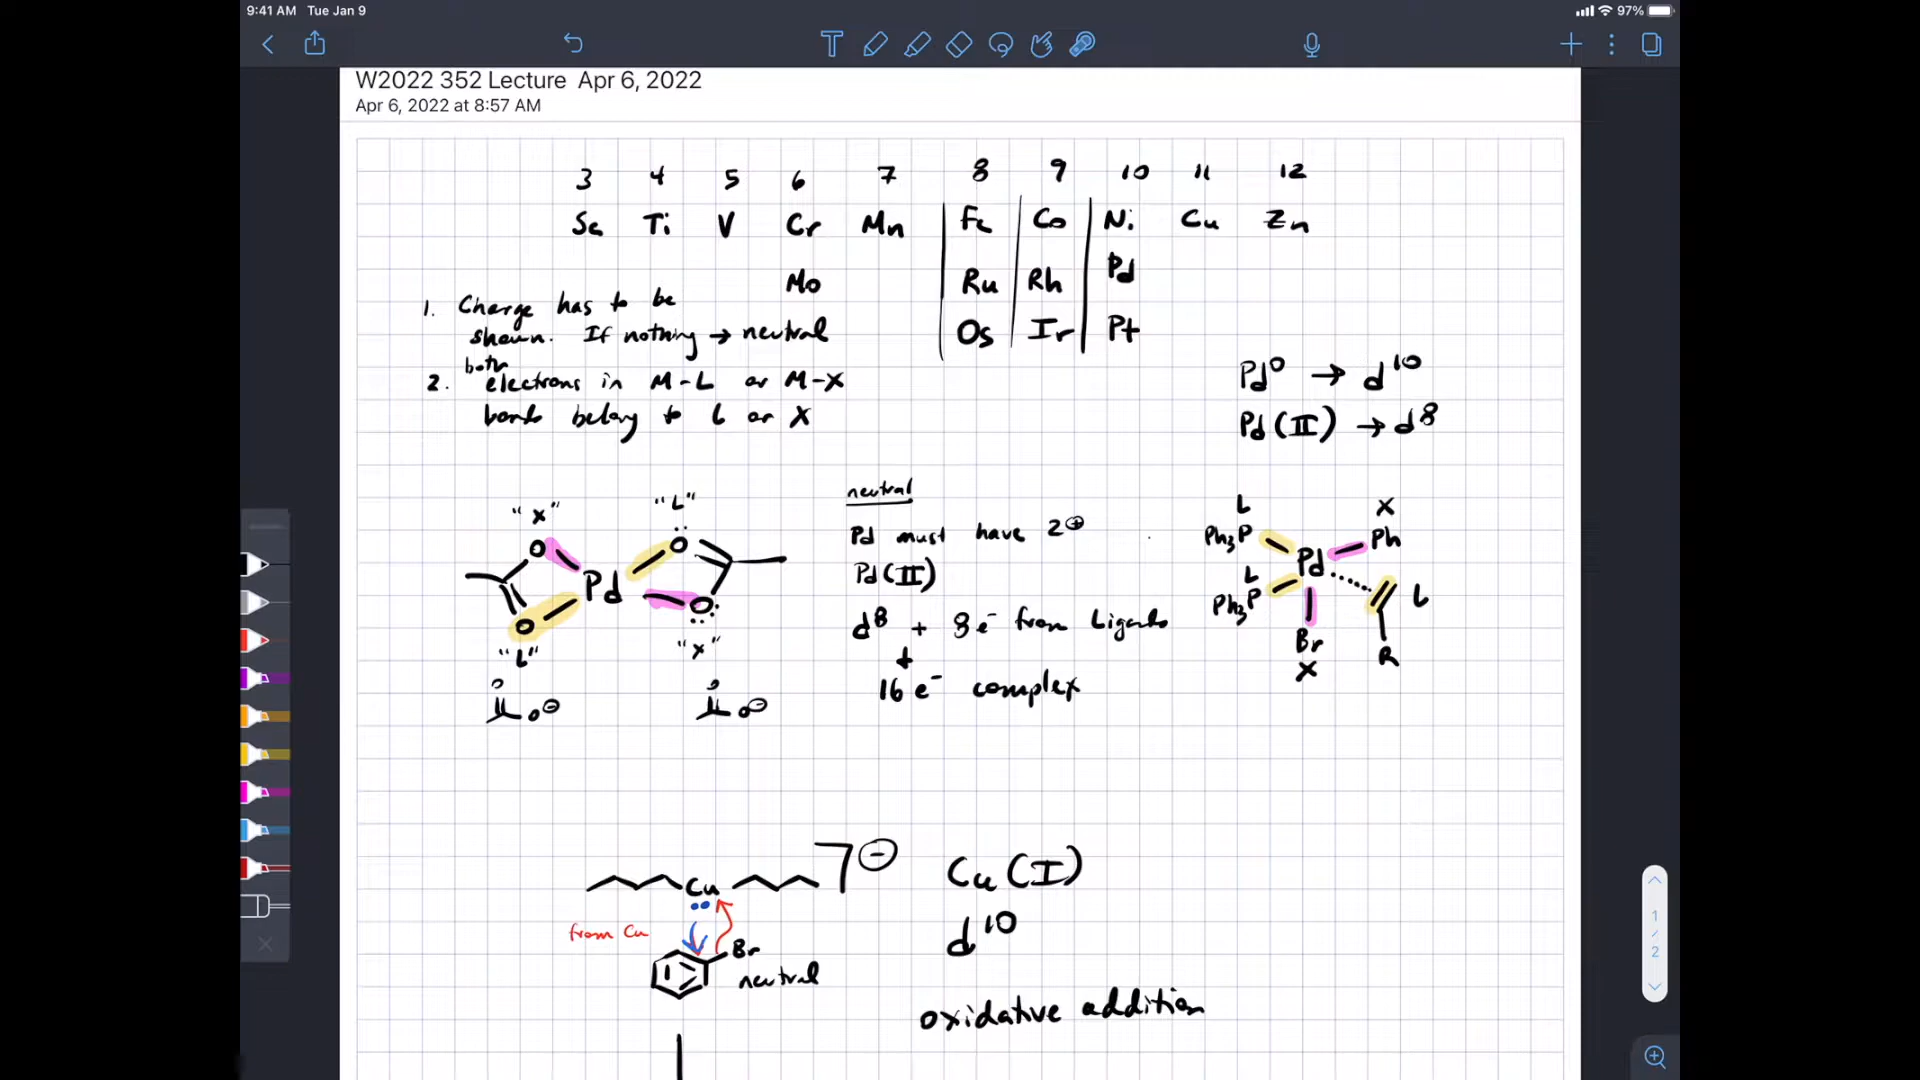 9:41 AM Tue Jan 9
97%
W2022 352 Lecture Apr 6, 2022
Apr 6, 2022 at 8:57 AM
3 4 5 6 7 8 9 10 11 12
Sc Ti V Cr Mn Fe Co Ni Cu Zn
Mo Ru Rh Pd
Os Ir Pt
1. Charge has to be
shown. If nothing → neutral
both
2. electrons in M-L or M-X
bonds belong to L or X
Pd⁰ → d¹⁰
Pd(II) → d⁸
"X" "L"
O O
Pd
O O
"L" "X"
O O
O⊖ O⊖
neutral
Pd must have 2⊕
Pd(II)
d⁸ + 8e⁻ from Ligands
↓
16 e⁻ complex
L X
Ph₃P Pd Ph
L
Ph₃P L
Br R
X
Cu ⊖
from Cu
Br
neutral
Cu(I)
d¹⁰
oxidative addition
1
/
2